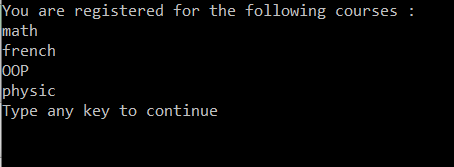 You are registered for the following courses :
math
french
OOP
physic
Type any key to continue